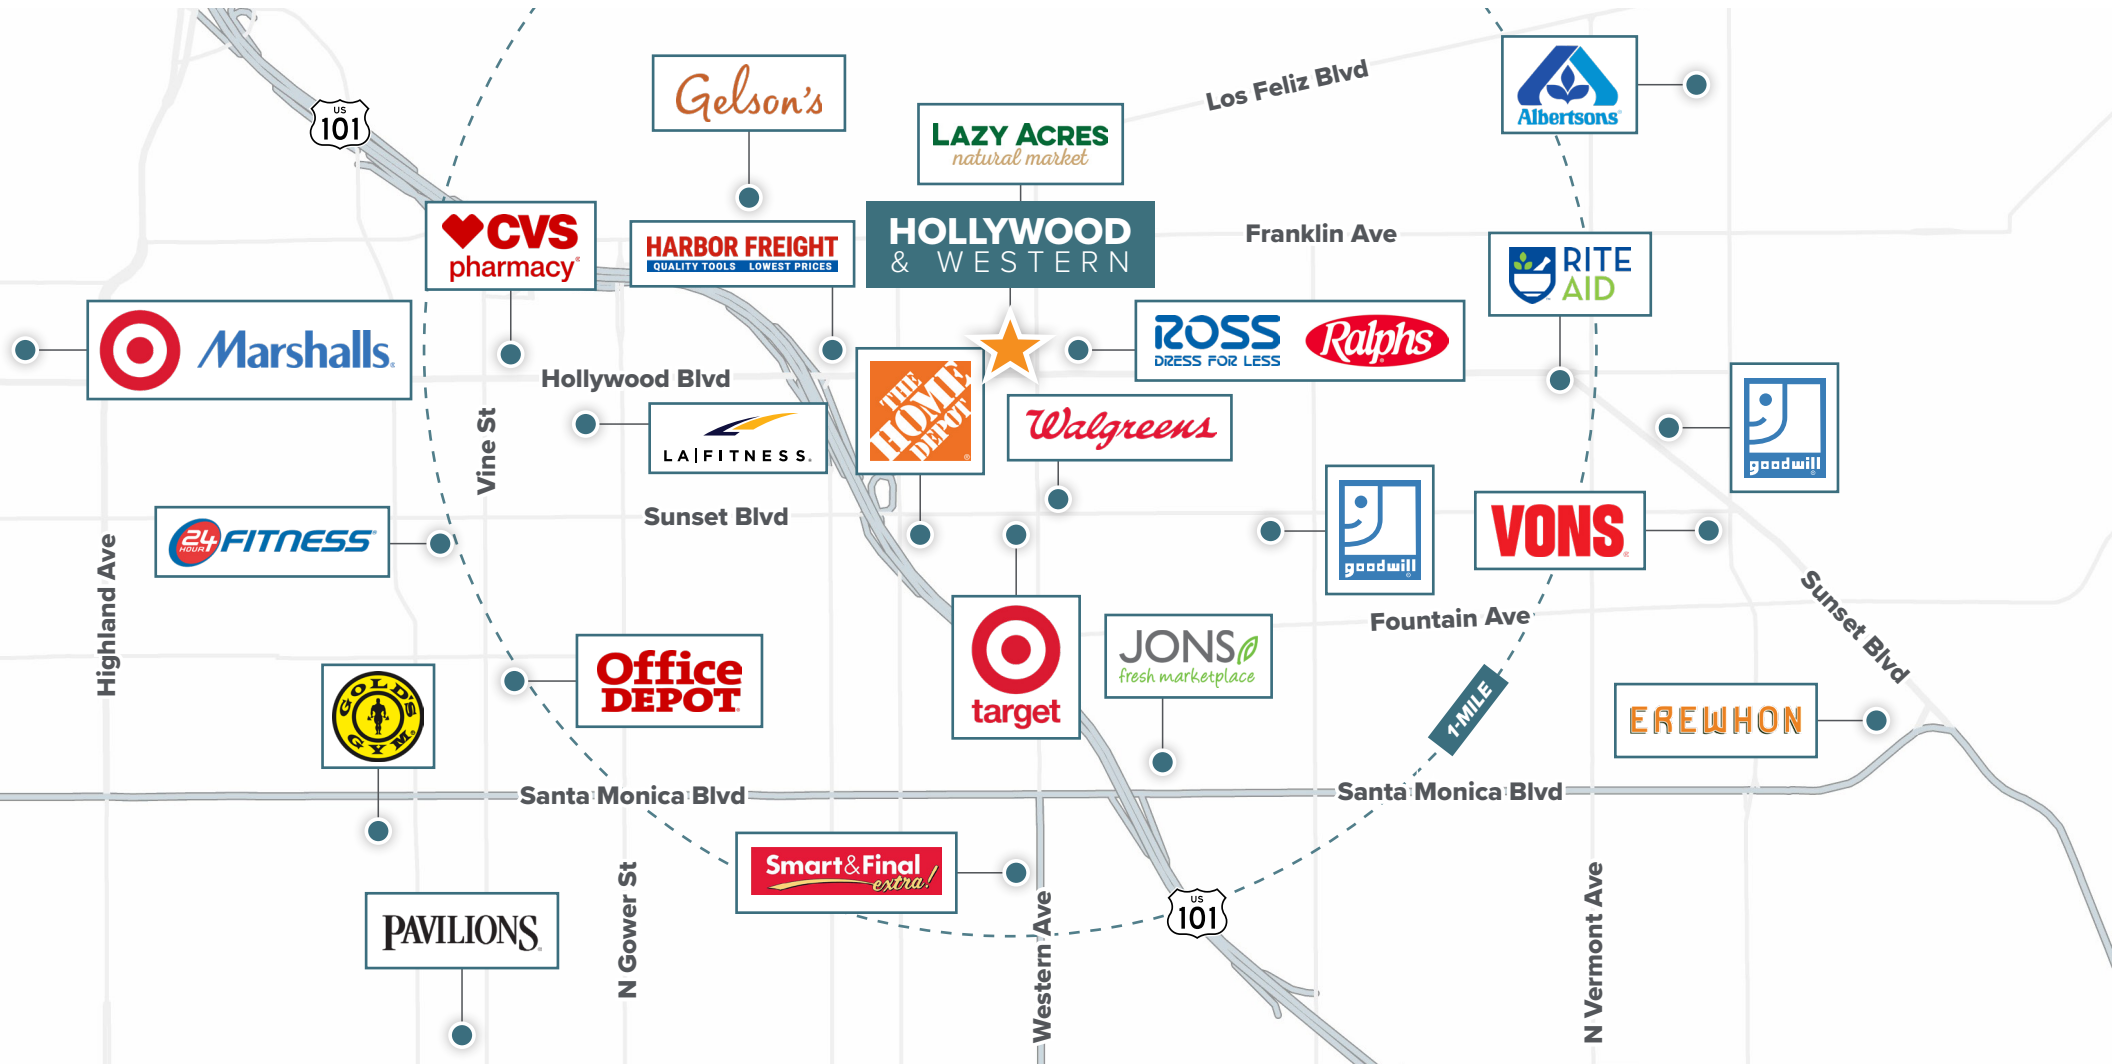 US
101
Gelson's
LAZY ACRES
natural market
Los Feliz Blvd
Albertsons
CVS
pharmacy
HARBOR FREIGHT
QUALITY TOOLS LOWEST PRICES
HOLLYWOOD
& WESTERN
Franklin Ave
RITE
AID
Marshalls
Hollywood Blvd
THE
HOME
DEPOT
ROSS
DRESS FOR LESS
Ralphs
Vine St
LA|FITNESS.
Walgreens
goodwill
Sunset Blvd
24
HOUR
FITNESS
goodwill
VONS
Highland Ave
target
JONS
fresh marketplace
Fountain Ave
Sunset Blvd
GOLD'S
GYM
Office
DEPOT
1-MILE
EREWHON
Santa Monica Blvd
Santa Monica Blvd
Smart&Final
extra!
PAVILIONS
N Gower St
Western Ave
US
101
N Vermont Ave